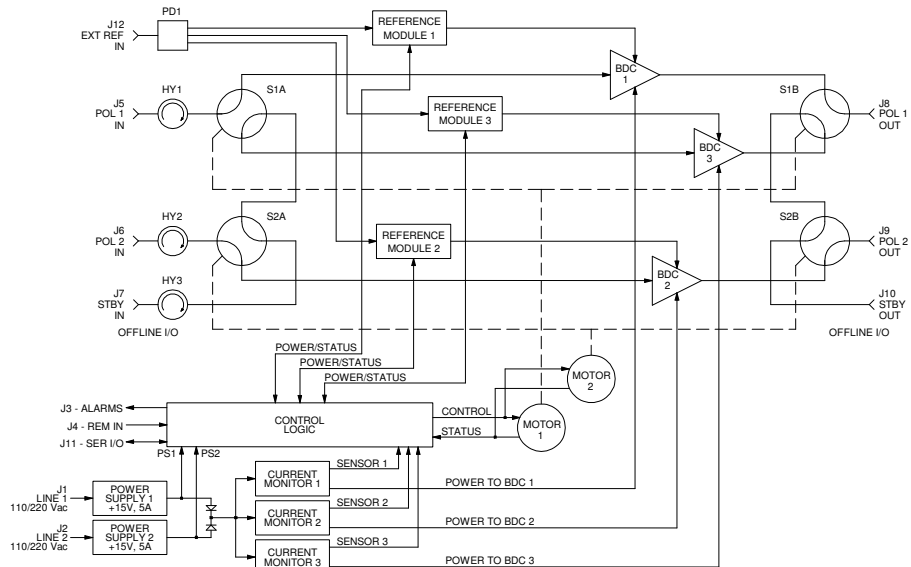 J12
EXT REF
IN
PD1
REFERENCE
MODULE 1
BDC
1
J5
POL 1
IN
HY1
S1A
REFERENCE
MODULE 3
BDC
3
S1B
J8
POL 1
OUT
J6
POL 2
IN
HY2
S2A
REFERENCE
MODULE 2
BDC
2
S2B
J9
POL 2
OUT
J7
STBY
IN
HY3
J10
STBY
OUT
OFFLINE I/O
OFFLINE I/O
POWER/STATUS
POWER/STATUS
POWER/STATUS
MOTOR
2
MOTOR
1
J3 - ALARMS
J4 - REM IN
J11 - SER I/O
CONTROL
LOGIC
CONTROL
STATUS
PS1
PS2
J1
LINE 1
110/220 Vac
POWER
SUPPLY 1
+15V, 5A
J2
LINE 2
110/220 Vac
POWER
SUPPLY 2
+15V, 5A
CURRENT
MONITOR 1
SENSOR 1
POWER TO BDC 1
CURRENT
MONITOR 2
SENSOR 2
POWER TO BDC 2
CURRENT
MONITOR 3
SENSOR 3
POWER TO BDC 3